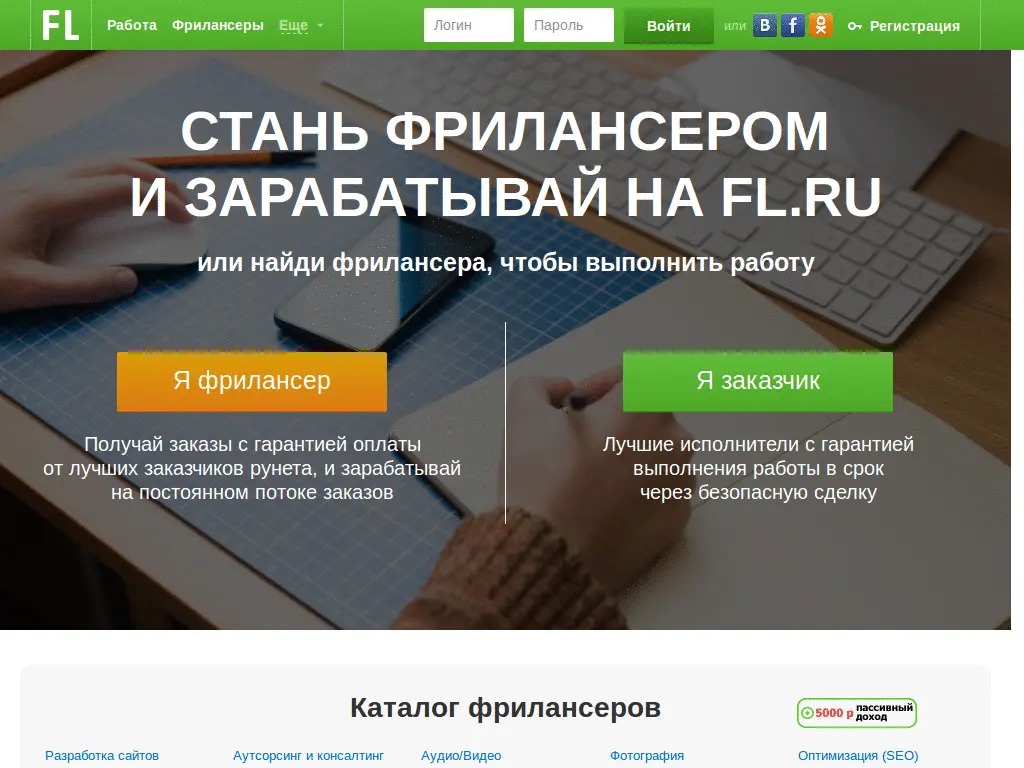 FL Работа Фрилансеры Еще Логин Пароль Войти или B f Регистрация
СТАНЬ ФРИЛАНСЕРОМ
И ЗАРАБАТЫВАЙ НА FL.RU
или найди фрилансера, чтобы выполнить работу
Я фрилансер
Получай заказы с гарантией оплаты
от лучших заказчиков рунета, и зарабатывай
на постоянном потоке заказов
Я заказчик
Лучшие исполнители с гарантией
выполнения работы в срок
через безопасную сделку
Каталог фрилансеров
5000 р пассивный
доход
Разработка сайтов Аутсорсинг и консалтинг Аудио/Видео Фотография Оптимизация (SEO)